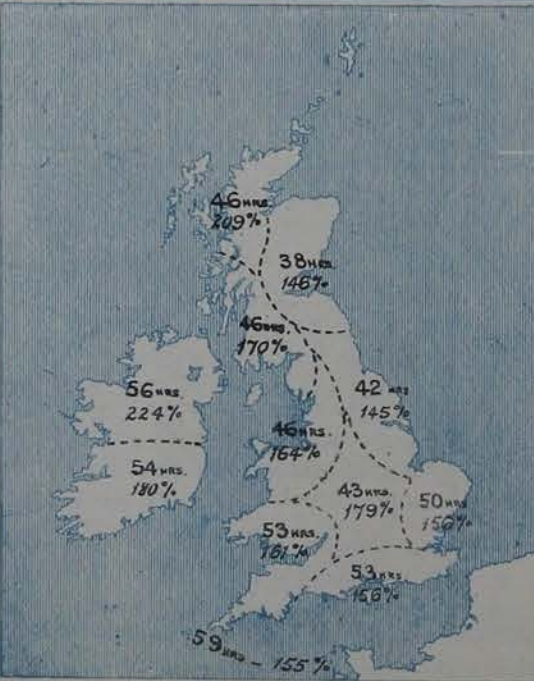 46 HRS.
209%
38 HRS.
146%
46 HRS.
170%
56 HRS.
224%
42 HRS
145%
46 HRS.
164%
54 HRS.
180%
43 HRS.
179%
50 HRS
156%
53 HRS.
161%
53 HRS
156%
59 HRS - 155%